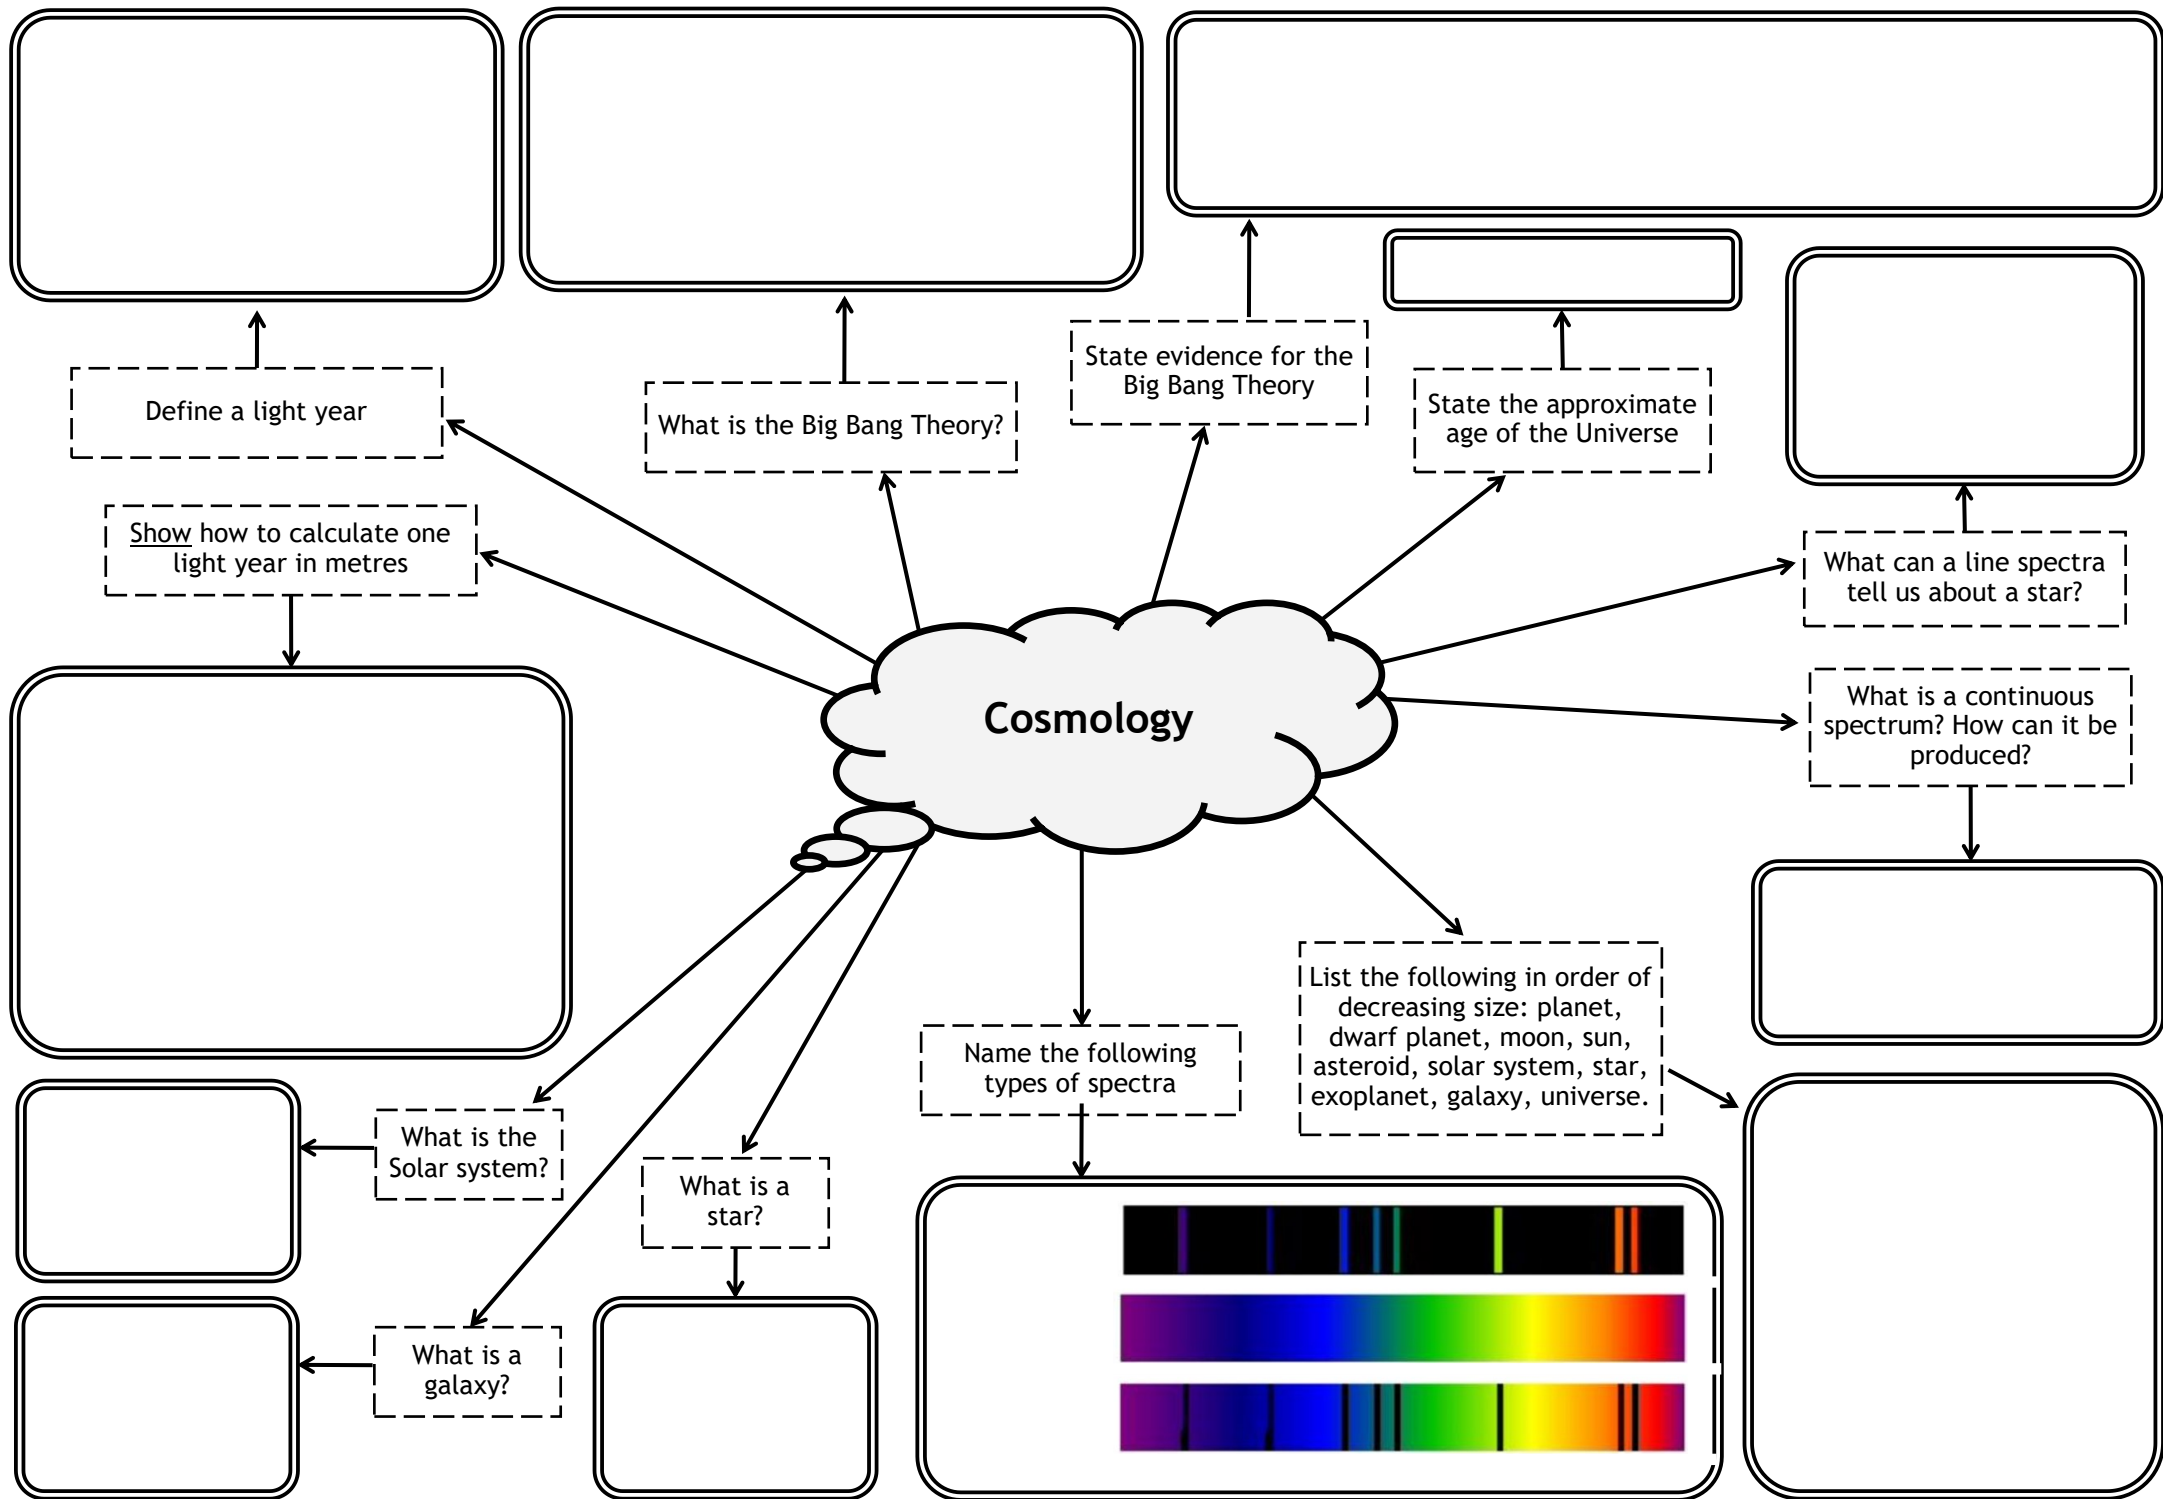 State evidence for the
Big Bang Theory
Define a light year
What is the Big Bang Theory?
State the approximate
age of the Universe
Show how to calculate one
light year in metres
What can a line spectra
tell us about a star?
Cosmology
What is a continuous
spectrum? How can it be
produced?
List the following in order of
decreasing size: planet,
dwarf planet, moon, sun,
asteroid, solar system, star,
exoplanet, galaxy, universe.
Name the following
types of spectra
What is the
Solar system?
What is a
star?
What is a
galaxy?